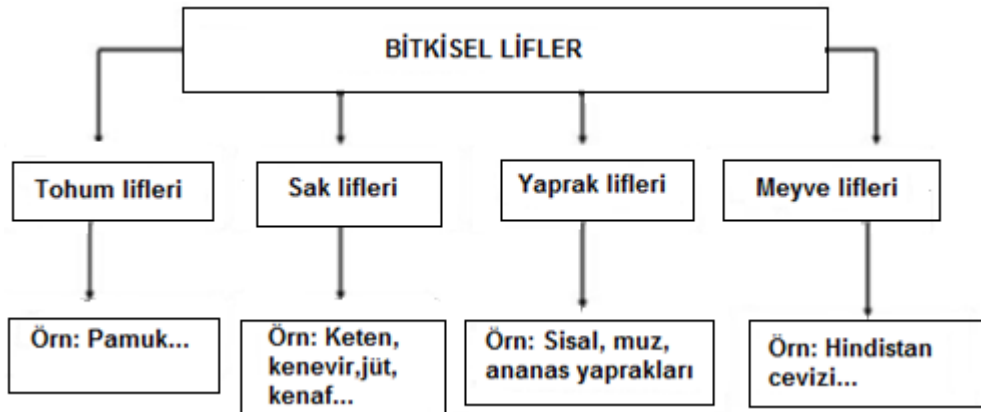 BİTKİSEL LİFLER
Tohum lifleri
Sak lifleri
Yaprak lifleri
Meyve lifleri
Örn: Pamuk...
Örn: Keten,
kenevir,jüt,
kenaf...
Örn: Sisal, muz,
ananas yaprakları
Örn: Hindistan
cevizi...